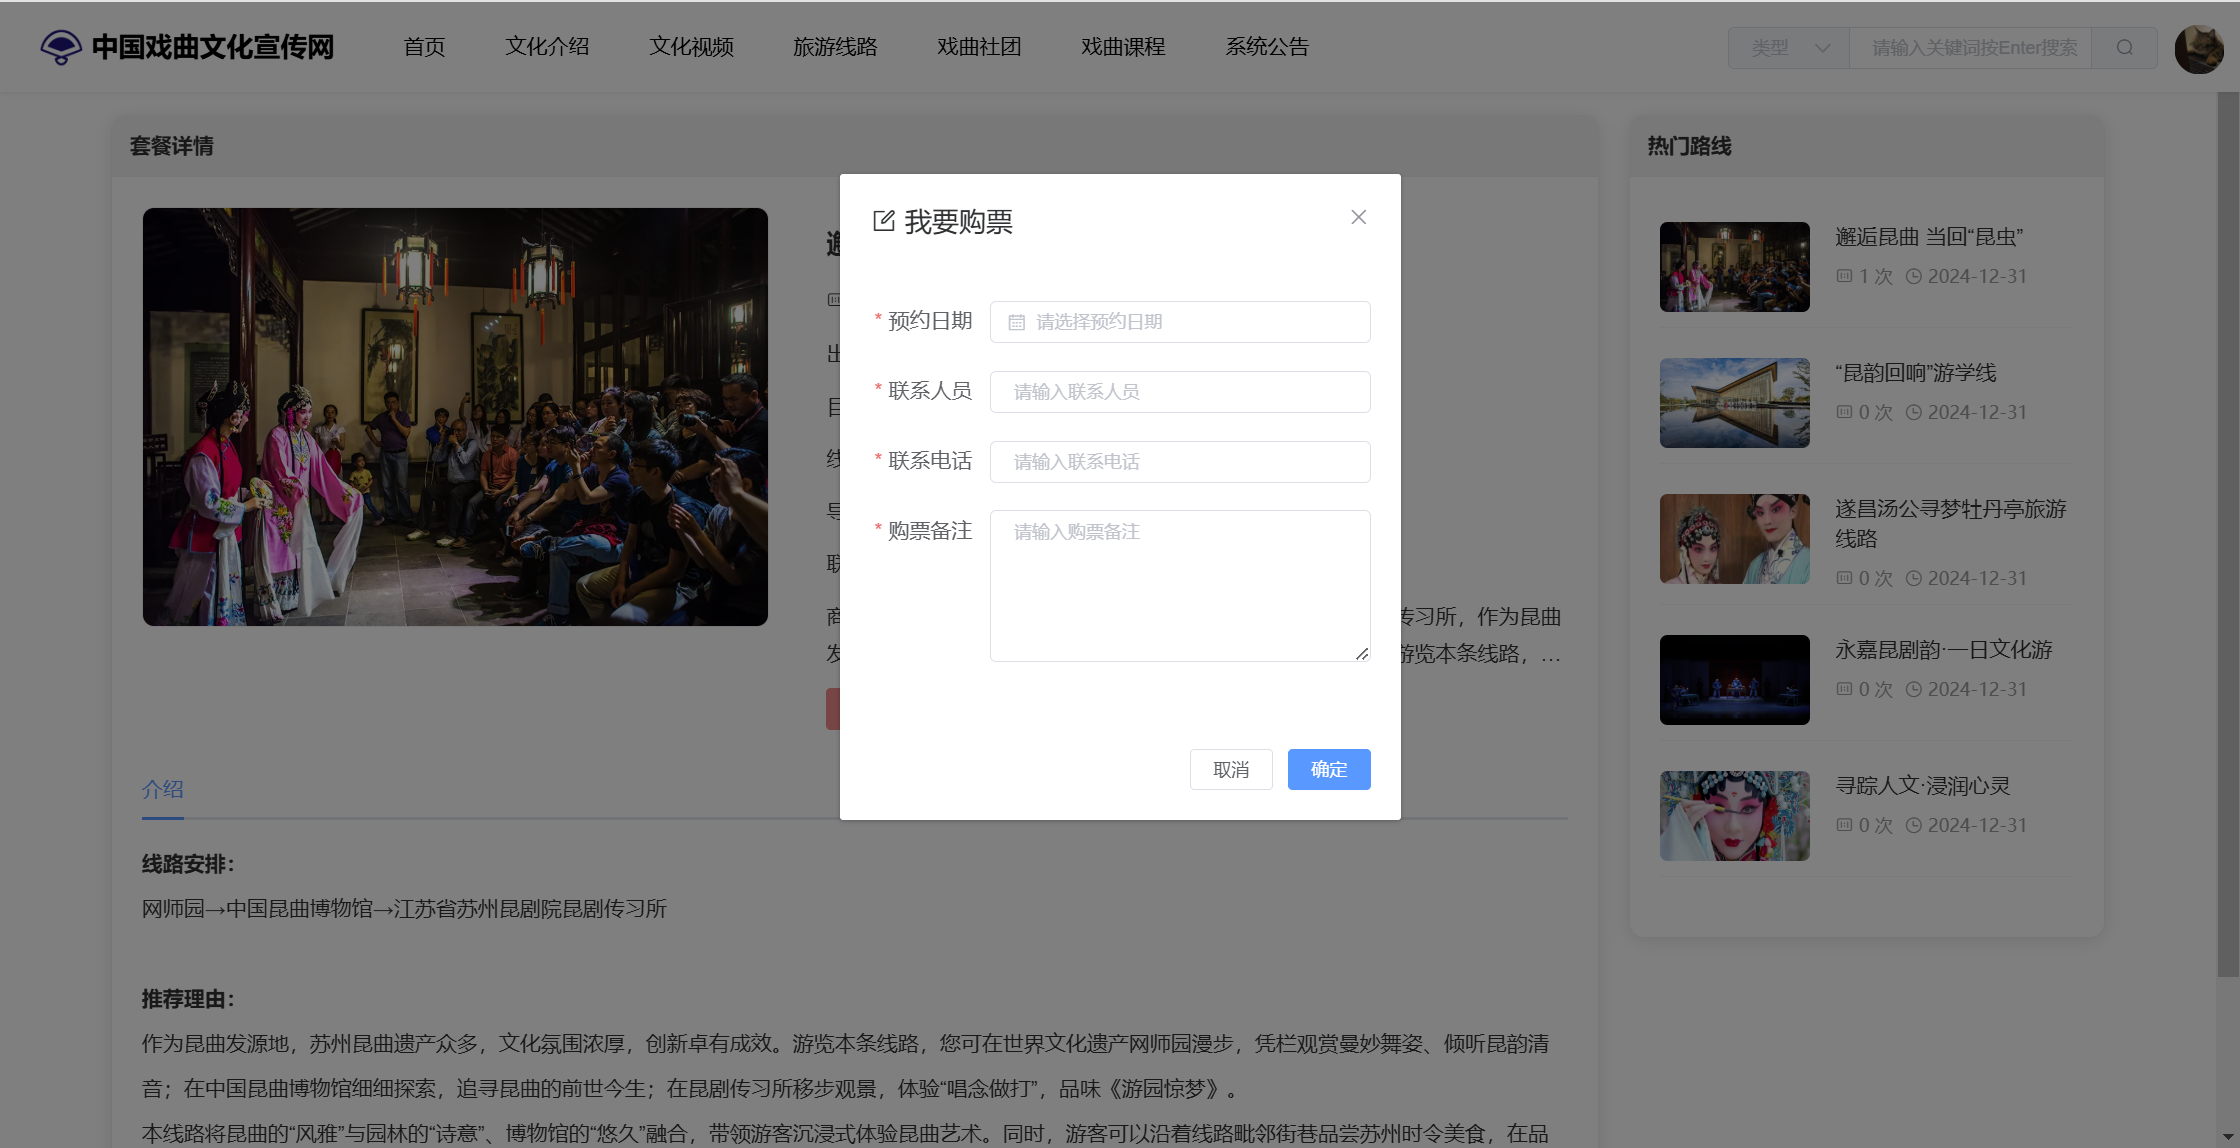 中国戏曲文化宣传网
首页
文化介绍
文化视频
旅游线路
戏曲社团
戏曲课程
系统公告
类型
请输入关键词按Enter搜索
套餐详情
出
目
线
导
联
商
传习所，作为昆曲
发
游览本条线路，...
我要购票
* 预约日期
请选择预约日期
* 联系人员
请输入联系人员
* 联系电话
请输入联系电话
* 购票备注
请输入购票备注
取消
确定
介绍
线路安排：
网师园→中国昆曲博物馆→江苏省苏州昆剧院昆剧传习所
推荐理由：
作为昆曲发源地，苏州昆曲遗产众多，文化氛围浓厚，创新卓有成效。游览本条线路，您可在世界文化遗产网师园漫步，凭栏观赏曼妙舞姿、倾听昆韵清
音；在中国昆曲博物馆细细探索，追寻昆曲的前世今生；在昆剧传习所移步观景，体验“唱念做打”，品味《游园惊梦》。
本线路将昆曲的“风雅”与园林的“诗意”、博物馆的“悠久”融合，带领游客沉浸式体验昆曲艺术。同时，游客可以沿着线路毗邻街巷品尝苏州时令美食，在品
热门路线
邂逅昆曲 当回“昆虫”
1 次 2024-12-31
“昆韵回响”游学线
0 次 2024-12-31
遂昌汤公寻梦牡丹亭旅游
线路
0 次 2024-12-31
永嘉昆剧韵·一日文化游
0 次 2024-12-31
寻踪人文·浸润心灵
0 次 2024-12-31